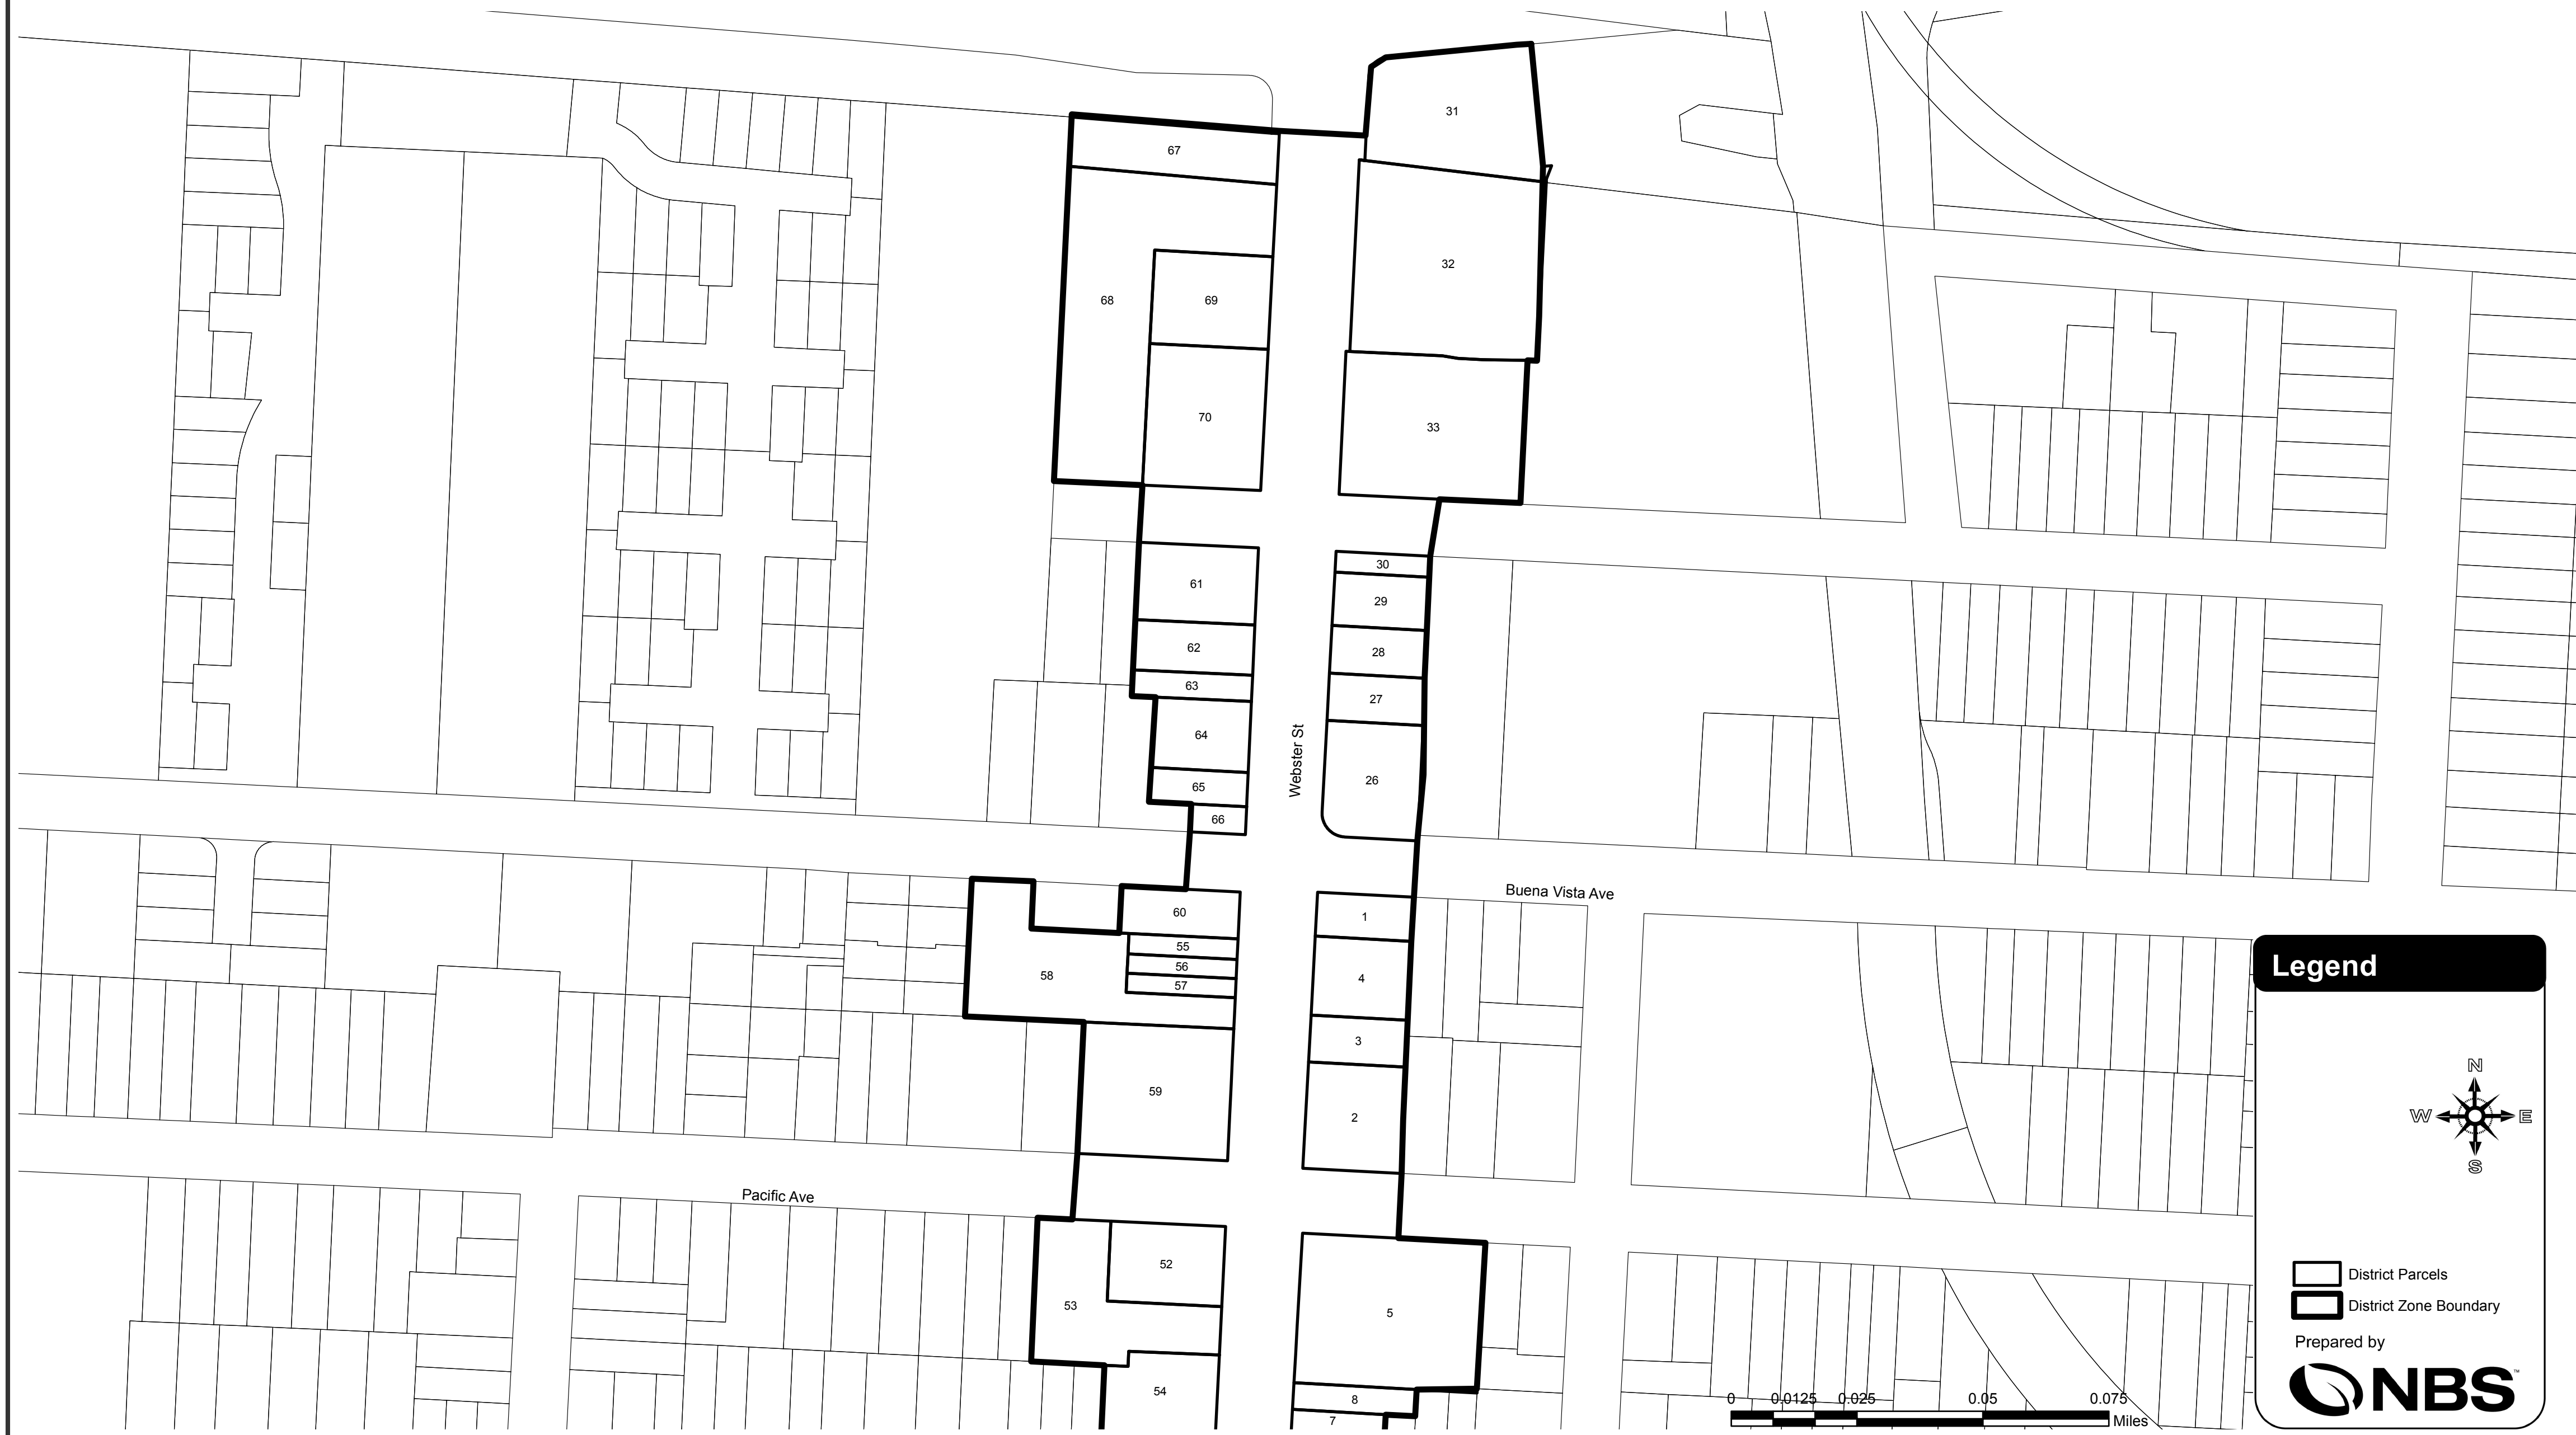 31
67
32
68
69
70
33
30
61
29
62
28
63
27
64
Webster St
26
65
66
Buena Vista Ave
60
1
55
56
57
58
4
3
59
2
Pacific Ave
52
53
5
54
8
7
Legend
N
W E
S
District Parcels
District Zone Boundary
Prepared by
NBS™
0 0.0125 0.025 0.05 0.075
Miles